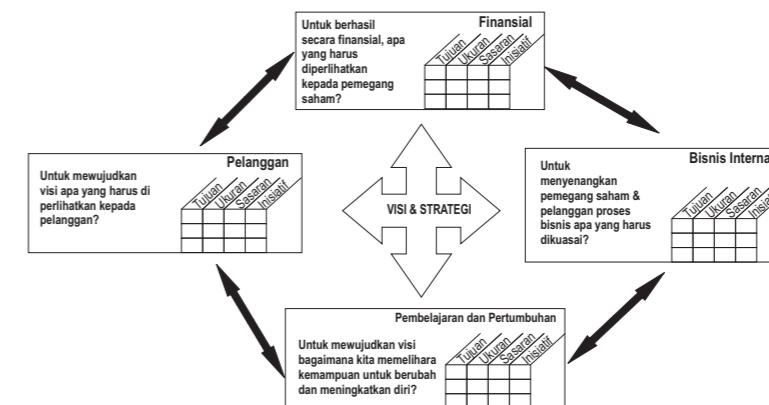 Finansial
Untuk berhasil
secara finansial, apa
yang harus
diperlihatkan
kepada pemegang
saham?
Tujuan
Ukuran
Sasaran
Inisiatif
Pelanggan
Untuk mewujudkan
visi apa yang harus di
perlihatkan kepada
pelanggan?
Tujuan
Ukuran
Sasaran
Inisiatif
VISI & STRATEGI
Bisnis Interna
Untuk
menyenangkan
pemegang saham &
pelanggan proses
bisnis apa yang harus
dikuasai?
Tujuan
Ukuran
Sasaran
Inisiatif
Pembelajaran dan Pertumbuhan
Untuk mewujudkan visi
bagaimana kita memelihara
kemampuan untuk berubah
dan meningkatkan diri?
Tujuan
Ukuran
Sasaran
Inisiatif